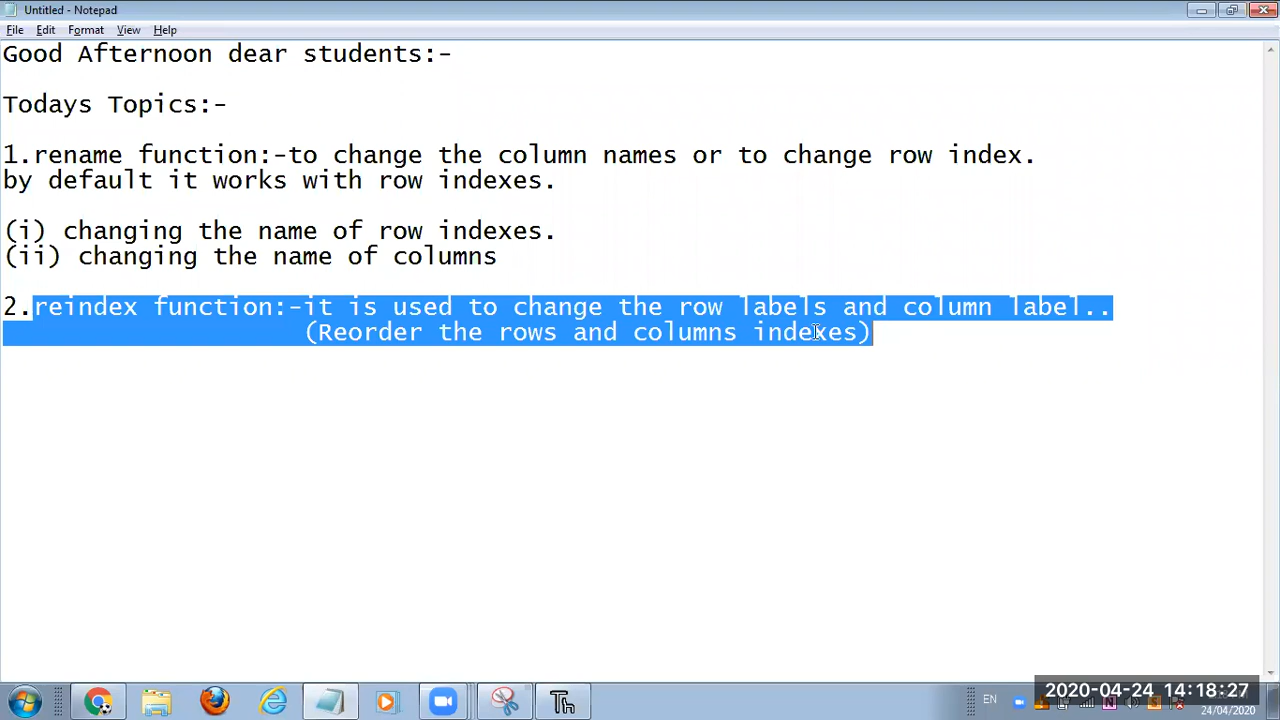 Untitled - Notepad
File Edit Format View Help
Good Afternoon dear students:-
Todays Topics:-
1.rename function:-to change the column names or to change row index.
by default it works with row indexes.
(i) changing the name of row indexes.
(ii) changing the name of columns
2.reindex function:-it is used to change the row labels and column label..
(Reorder the rows and columns indexes)
EN
2020-04-24 14:18:27
24/04/2020